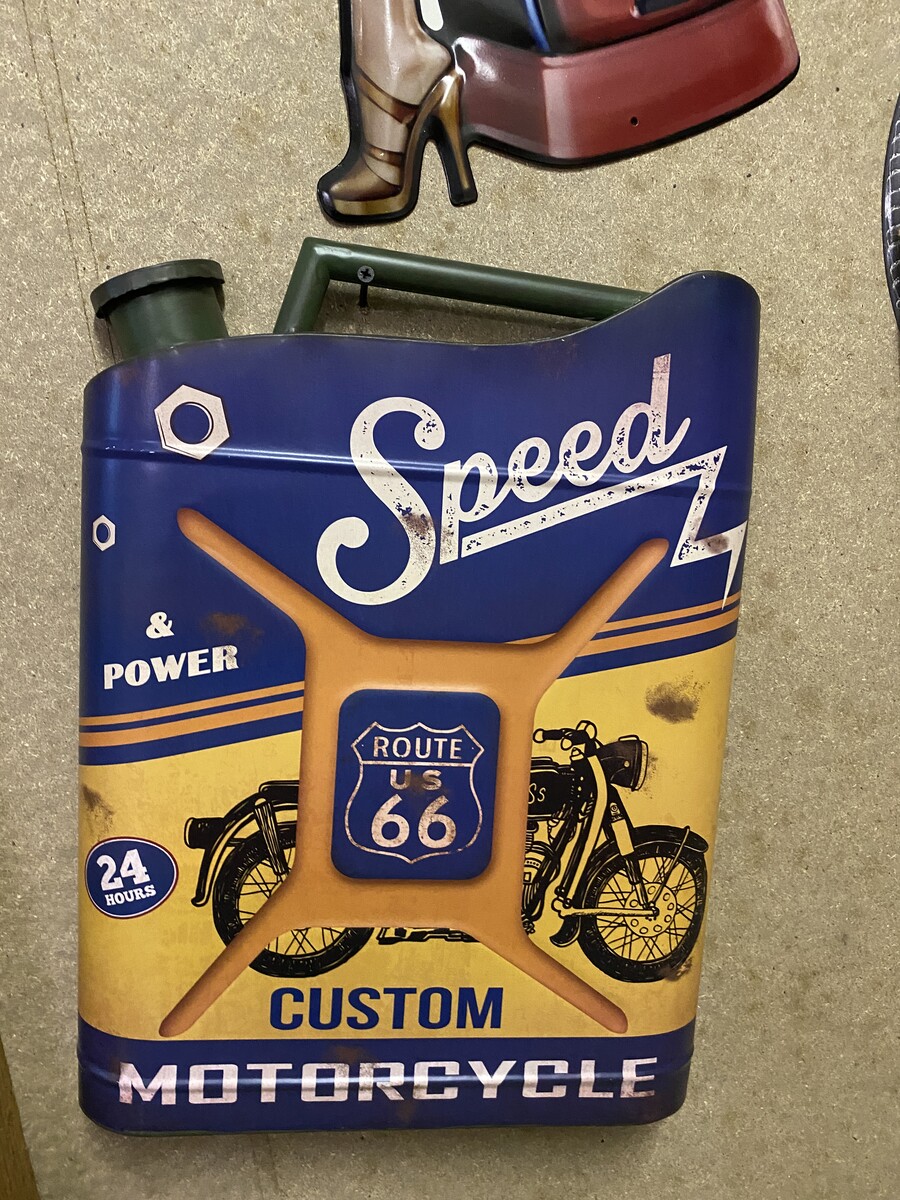 Speed
&
POWER
ROUTE
US
66
24
HOURS
CUSTOM
MOTORCYCLE